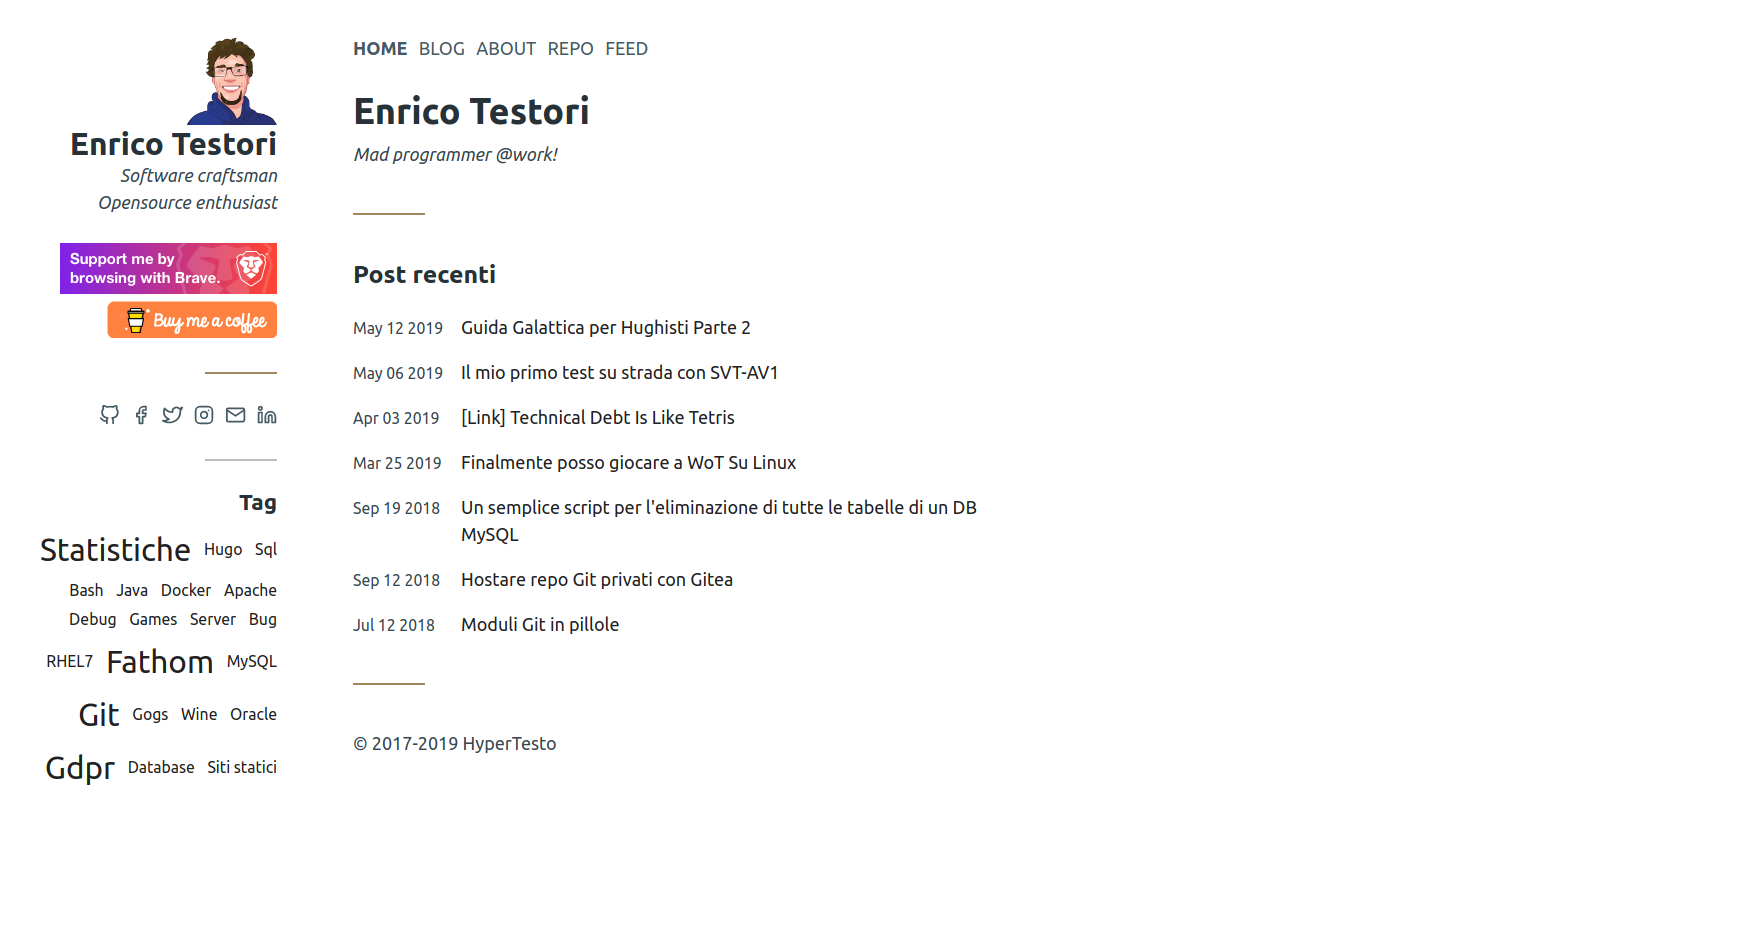 Enrico Testori
Software craftsman
Opensource enthusiast
Support me by
browsing with Brave.
Buy me a coffee
Tag
Statistiche Hugo Sql
Bash Java Docker Apache
Debug Games Server Bug
RHEL7 Fathom MySQL
Git Gogs Wine Oracle
Gdpr Database Siti statici
HOME BLOG ABOUT REPO FEED
Enrico Testori
Mad programmer @work!
Post recenti
May 12 2019 Guida Galattica per Hughisti Parte 2
May 06 2019 Il mio primo test su strada con SVT-AV1
Apr 03 2019 [Link] Technical Debt Is Like Tetris
Mar 25 2019 Finalmente posso giocare a WoT Su Linux
Sep 19 2018 Un semplice script per l'eliminazione di tutte le tabelle di un DB
MySQL
Sep 12 2018 Hostare repo Git privati con Gitea
Jul 12 2018 Moduli Git in pillole
© 2017-2019 HyperTesto